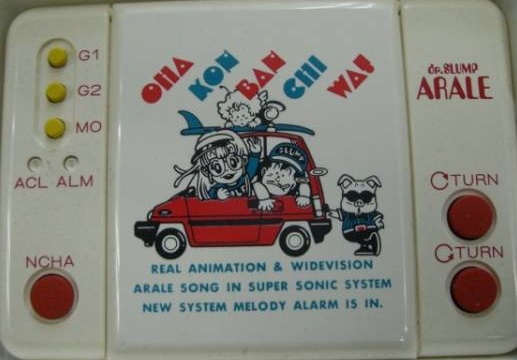 G1
G2
MO
ACL ALM
NCHA
OHA KON BAN CHI WA!
SLUMP
REAL ANIMATION & WIDEVISION
ARALE SONG IN SUPER SONIC SYSTEM
NEW SYSTEM MELODY ALARM IS IN.
Dr. SLUMP
ARALE
TURN
TURN